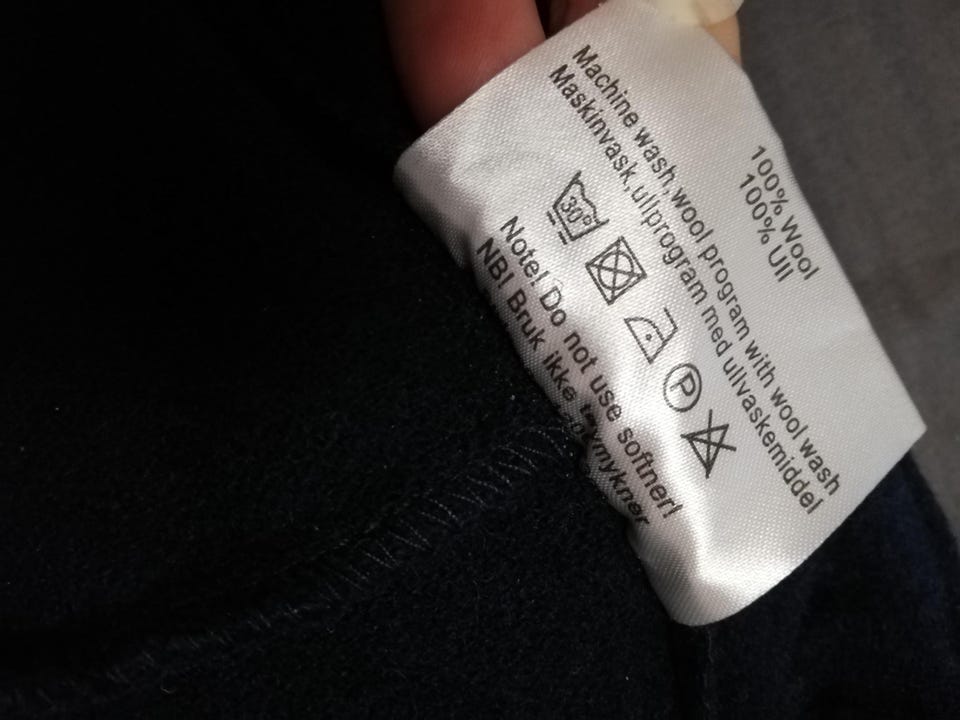 100% Wool
100% Ull
Machine wash,wool program with wool wash
Maskinvask,ullprogram med ullvaskemiddel
30°
P
Note! Do not use softner!
NB! Bruk ikke tøymykner